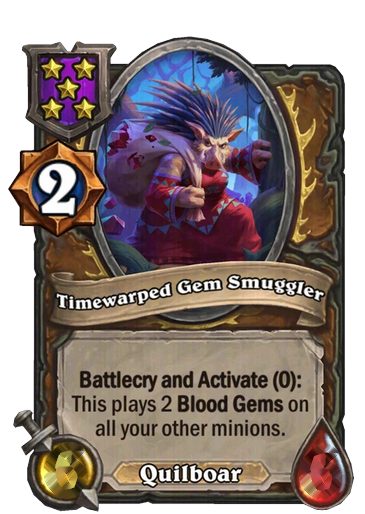 2
Timewarped Gem Smuggler
Battlecry and Activate (0):
This plays 2 Blood Gems on
all your other minions.
Quilboar